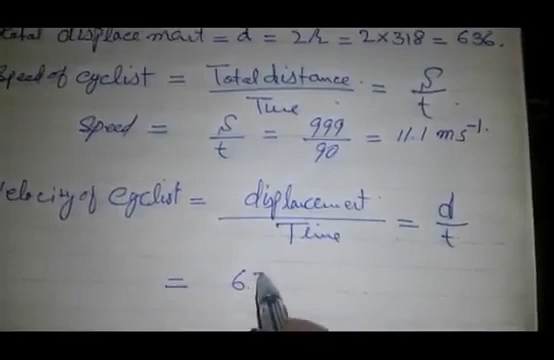 total displacement = d = 2r = 2×318 = 636.
Speed of cyclist = Total distance / Time = S / t
Speed = S / t = 999 / 90 = 11.1 ms⁻¹.
Velocity of cyclist = displacement / Time = d / t
= 6